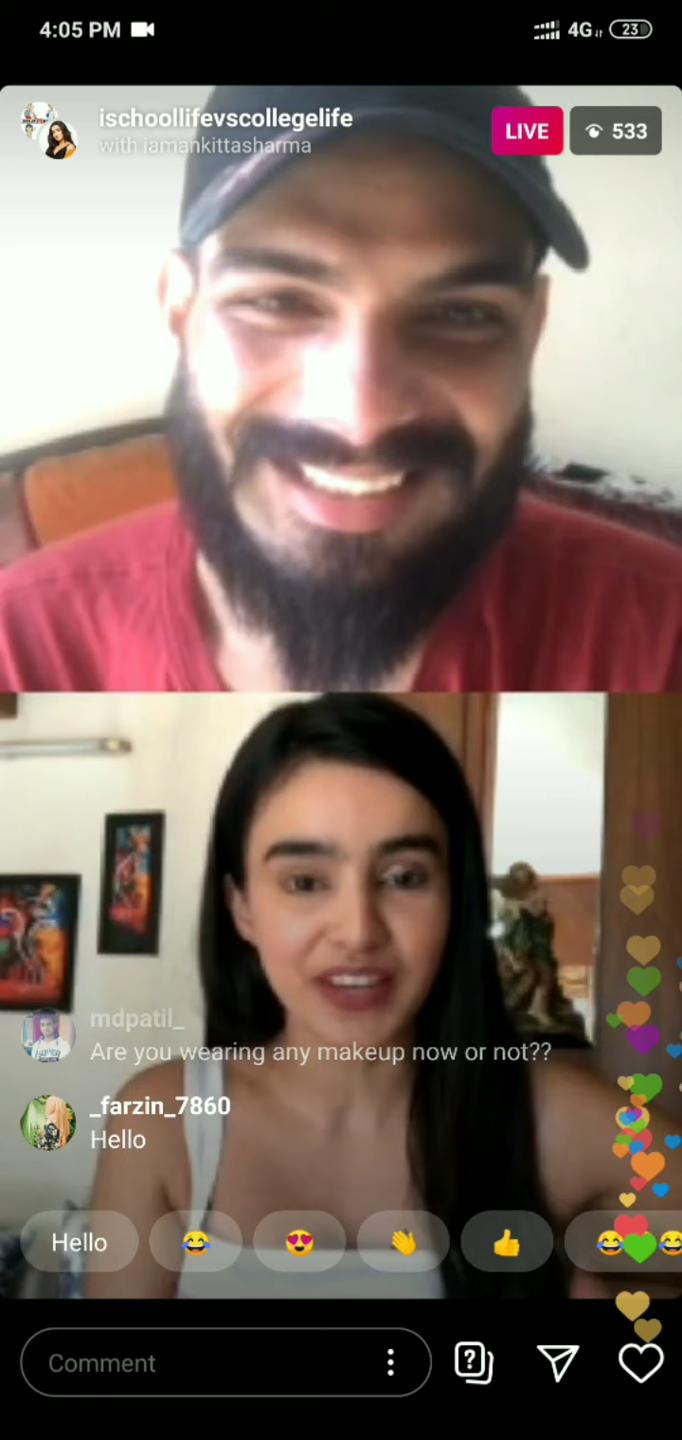 4:05 PM
4G
23
ischoollifevscollegelife
with iamankittasharma
LIVE
533
mdpatil_
Are you wearing any makeup now or not??
_farzin_7860
Hello
Hello
Comment